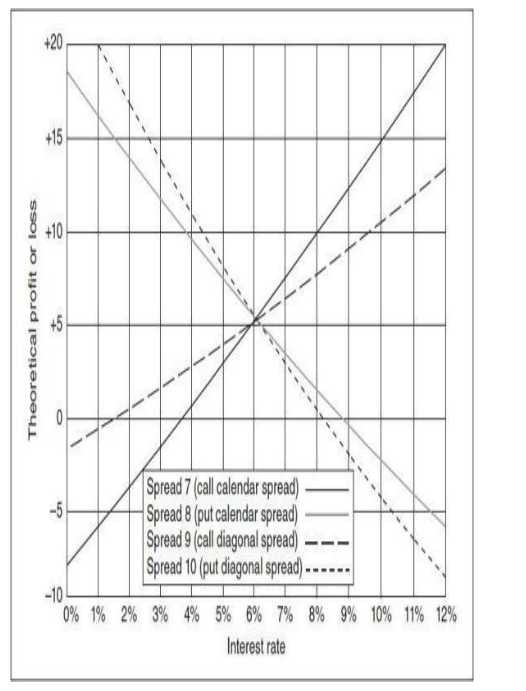 +20
+15
+10
+5
0
−5
−10
Theoretical profit or loss
Spread 7 (call calendar spread)
Spread 8 (put calendar spread)
Spread 9 (call diagonal spread)
Spread 10 (put diagonal spread)
0% 1% 2% 3% 4% 5% 6% 7% 8% 9% 10% 11% 12%
Interest rate